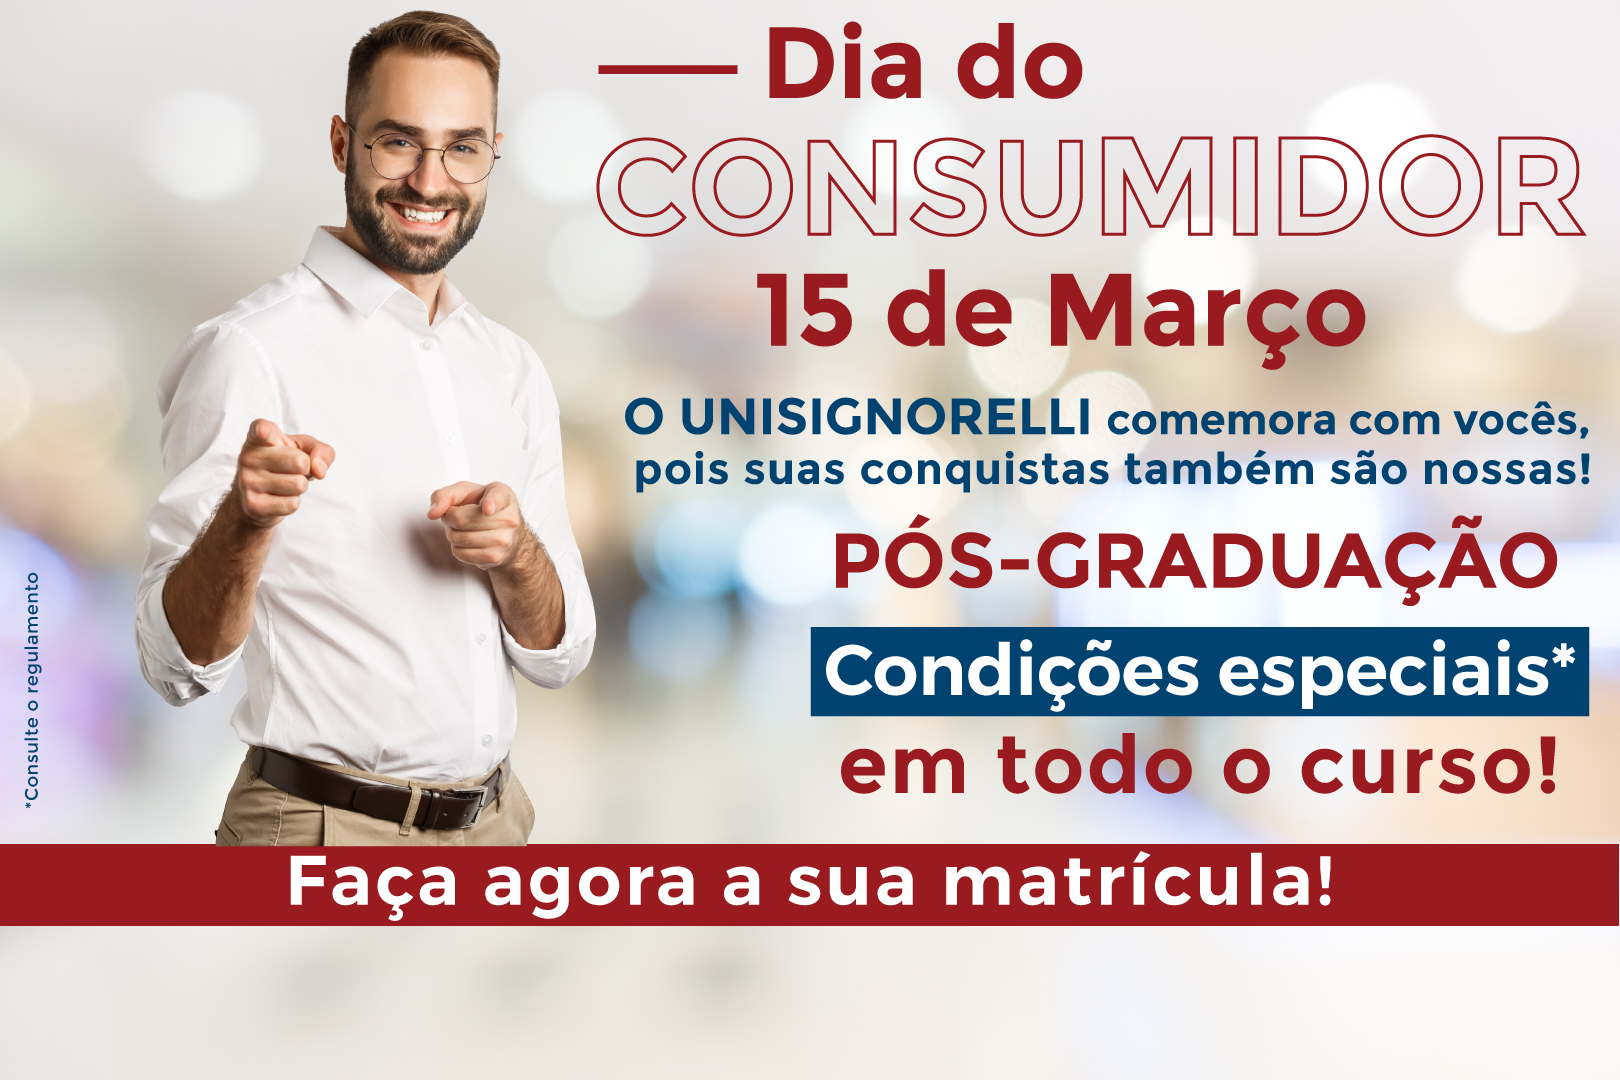 Dia do
CONSUMIDOR
15 de Março
O UNISIGNORELLI comemora com vocês,
pois suas conquistas também são nossas!
PÓS-GRADUAÇÃO
Condições especiais*
em todo o curso!
*Consulte o regulamento
Faça agora a sua matrícula!